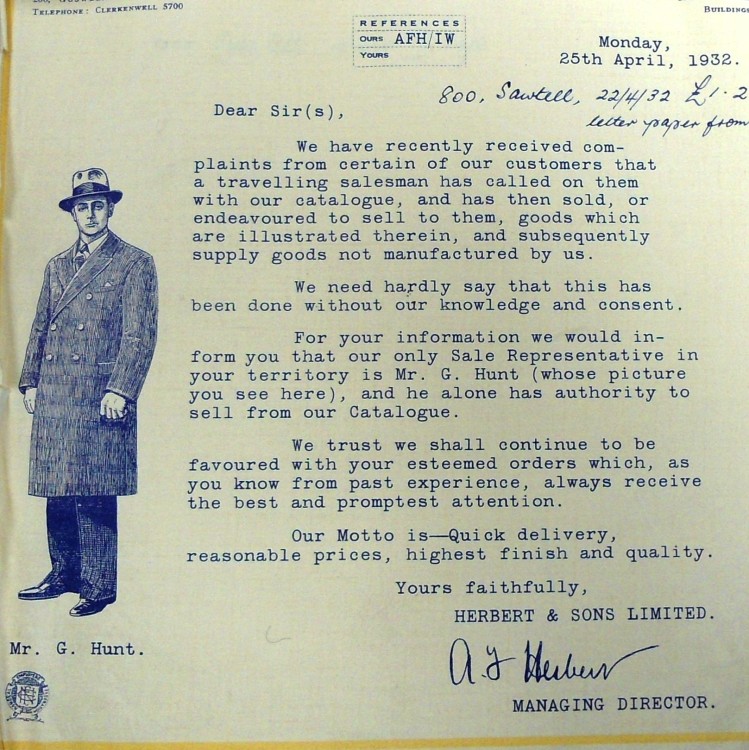 TELEPHONE: CLERKENWELL 5700
BUILDING
REFERENCES
OURS AFH/IW
YOURS
Monday,
25th April, 1932.
800, Sawtell, 22/4/32 £1.2
letter paper from
Dear Sir(s),
We have recently received com-
plaints from certain of our customers that
a travelling salesman has called on them
with our catalogue, and has then sold, or
endeavoured to sell to them, goods which
are illustrated therein, and subsequently
supply goods not manufactured by us.
We need hardly say that this has
been done without our knowledge and consent.
For your information we would in-
form you that our only Sale Representative in
your territory is Mr. G. Hunt (whose picture
you see here), and he alone has authority to
sell from our Catalogue.
We trust we shall continue to be
favoured with your esteemed orders which, as
you know from past experience, always receive
the best and promptest attention.
Our Motto is—Quick delivery,
reasonable prices, highest finish and quality.
Yours faithfully,
HERBERT & SONS LIMITED.
A F Herbert
MANAGING DIRECTOR.
Mr. G. Hunt.